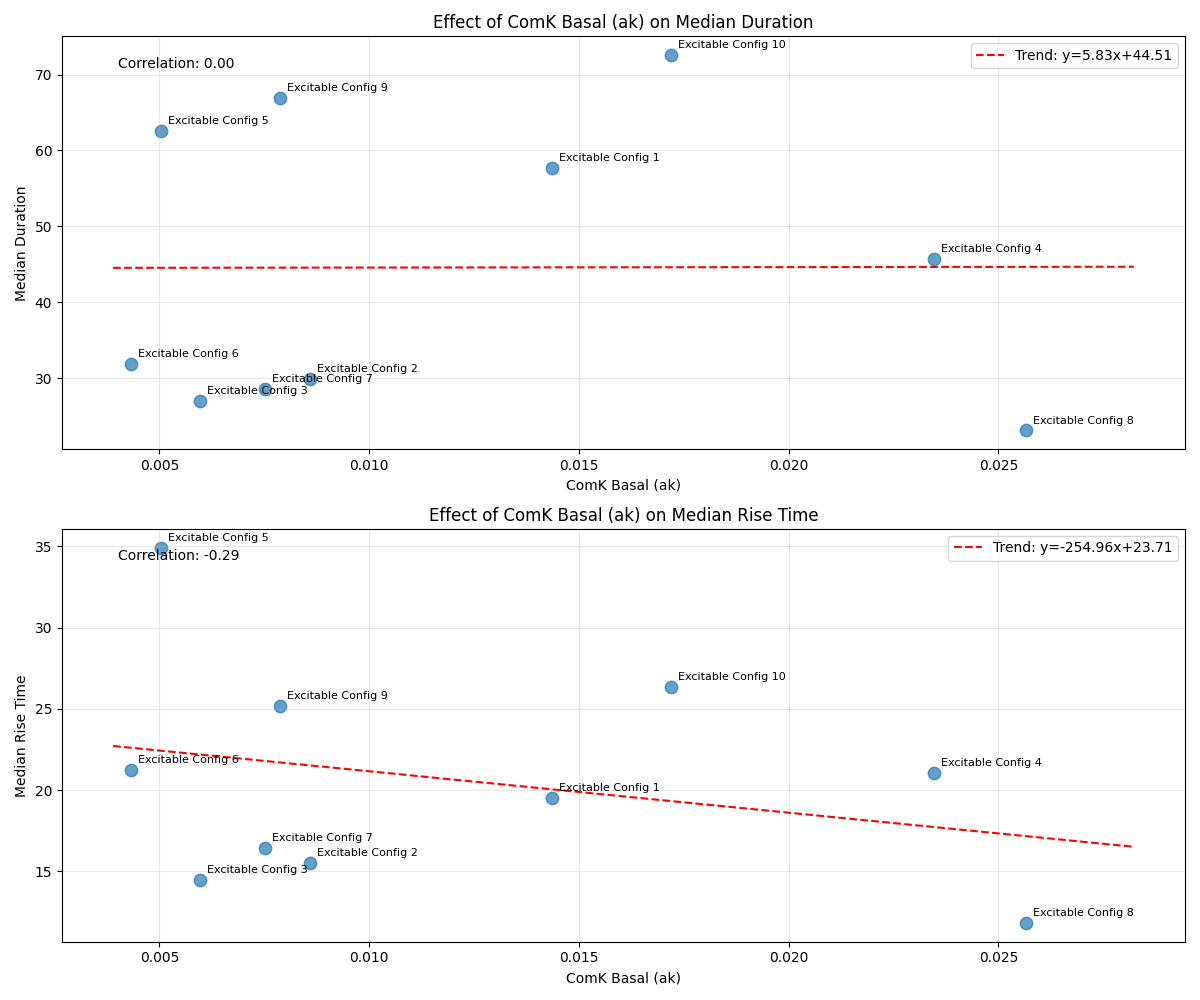 Effect of ComK Basal (ak) on Median Duration
Excitable Config 10
Trend: y=5.83x+44.51
Correlation: 0.00
Excitable Config 9
Excitable Config 5
Excitable Config 1
Excitable Config 4
Excitable Config 6
Excitable Config 2
Excitable Config 7
Excitable Config 3
Excitable Config 8
70
60
50
40
30
Median Duration
0.005 0.010 0.015 0.020 0.025
ComK Basal (ak)
Effect of ComK Basal (ak) on Median Rise Time
Excitable Config 5
Trend: y=-254.96x+23.71
Correlation: -0.29
Excitable Config 10
Excitable Config 9
Excitable Config 6
Excitable Config 4
Excitable Config 1
Excitable Config 7
Excitable Config 2
Excitable Config 3
Excitable Config 8
35
30
25
20
15
Median Rise Time
0.005 0.010 0.015 0.020 0.025
ComK Basal (ak)